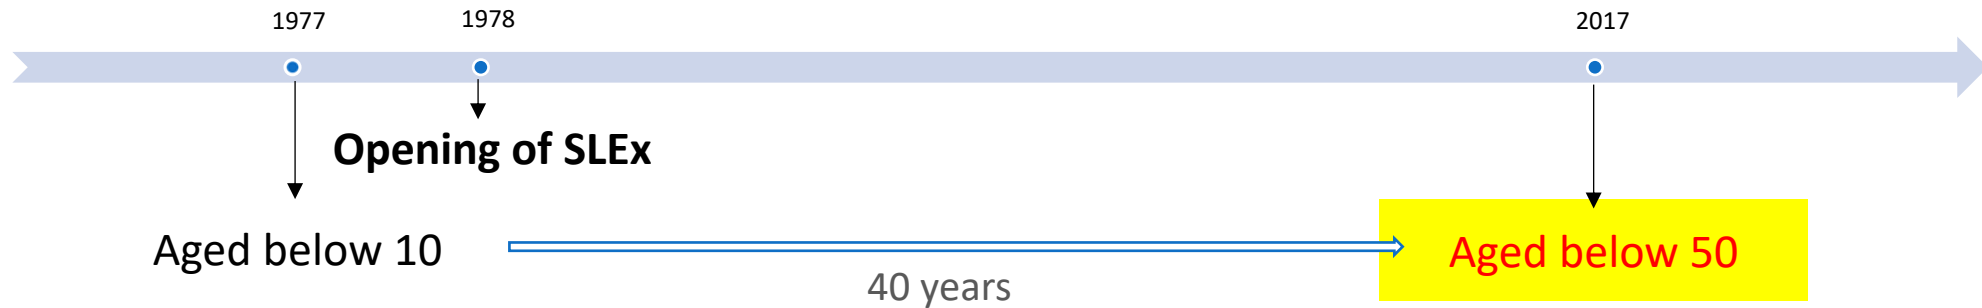 1977
1978
2017
Opening of SLEx
Aged below 10
40 years
Aged below 50